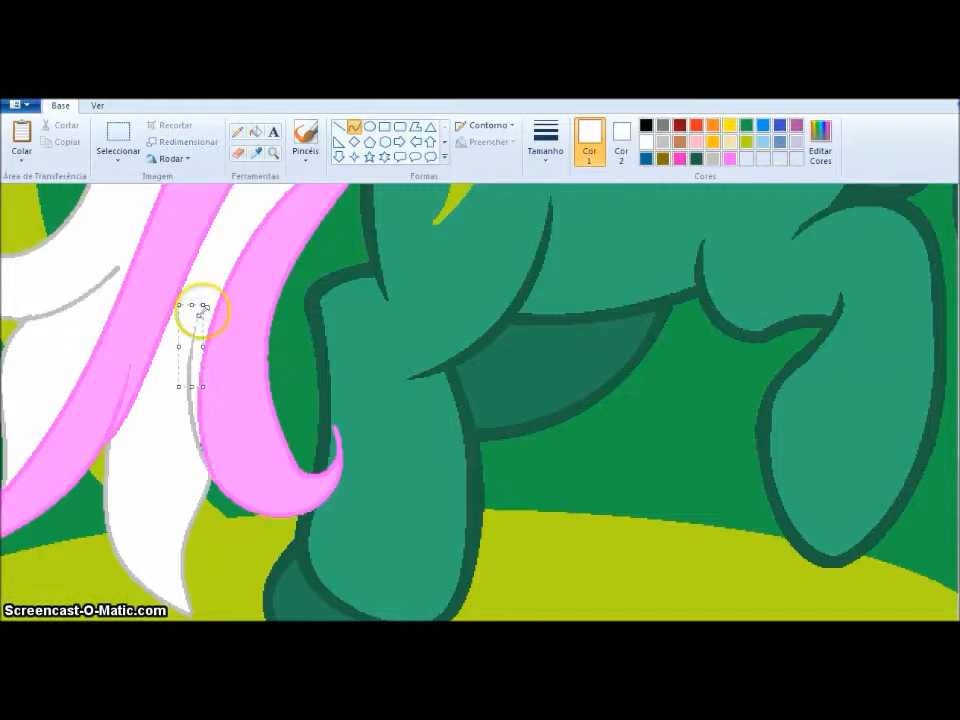 Base Ver
Colar
Cortar
Copiar
Área de Transferência
Seleccionar
Recortar
Redimensionar
Rodar
Imagem
A
Ferramentas
Pincéis
Contorno
Preencher
Formas
Tamanho
Cor
1
Cor
2
Editar
Cores
Cores
Screencast-O-Matic.com